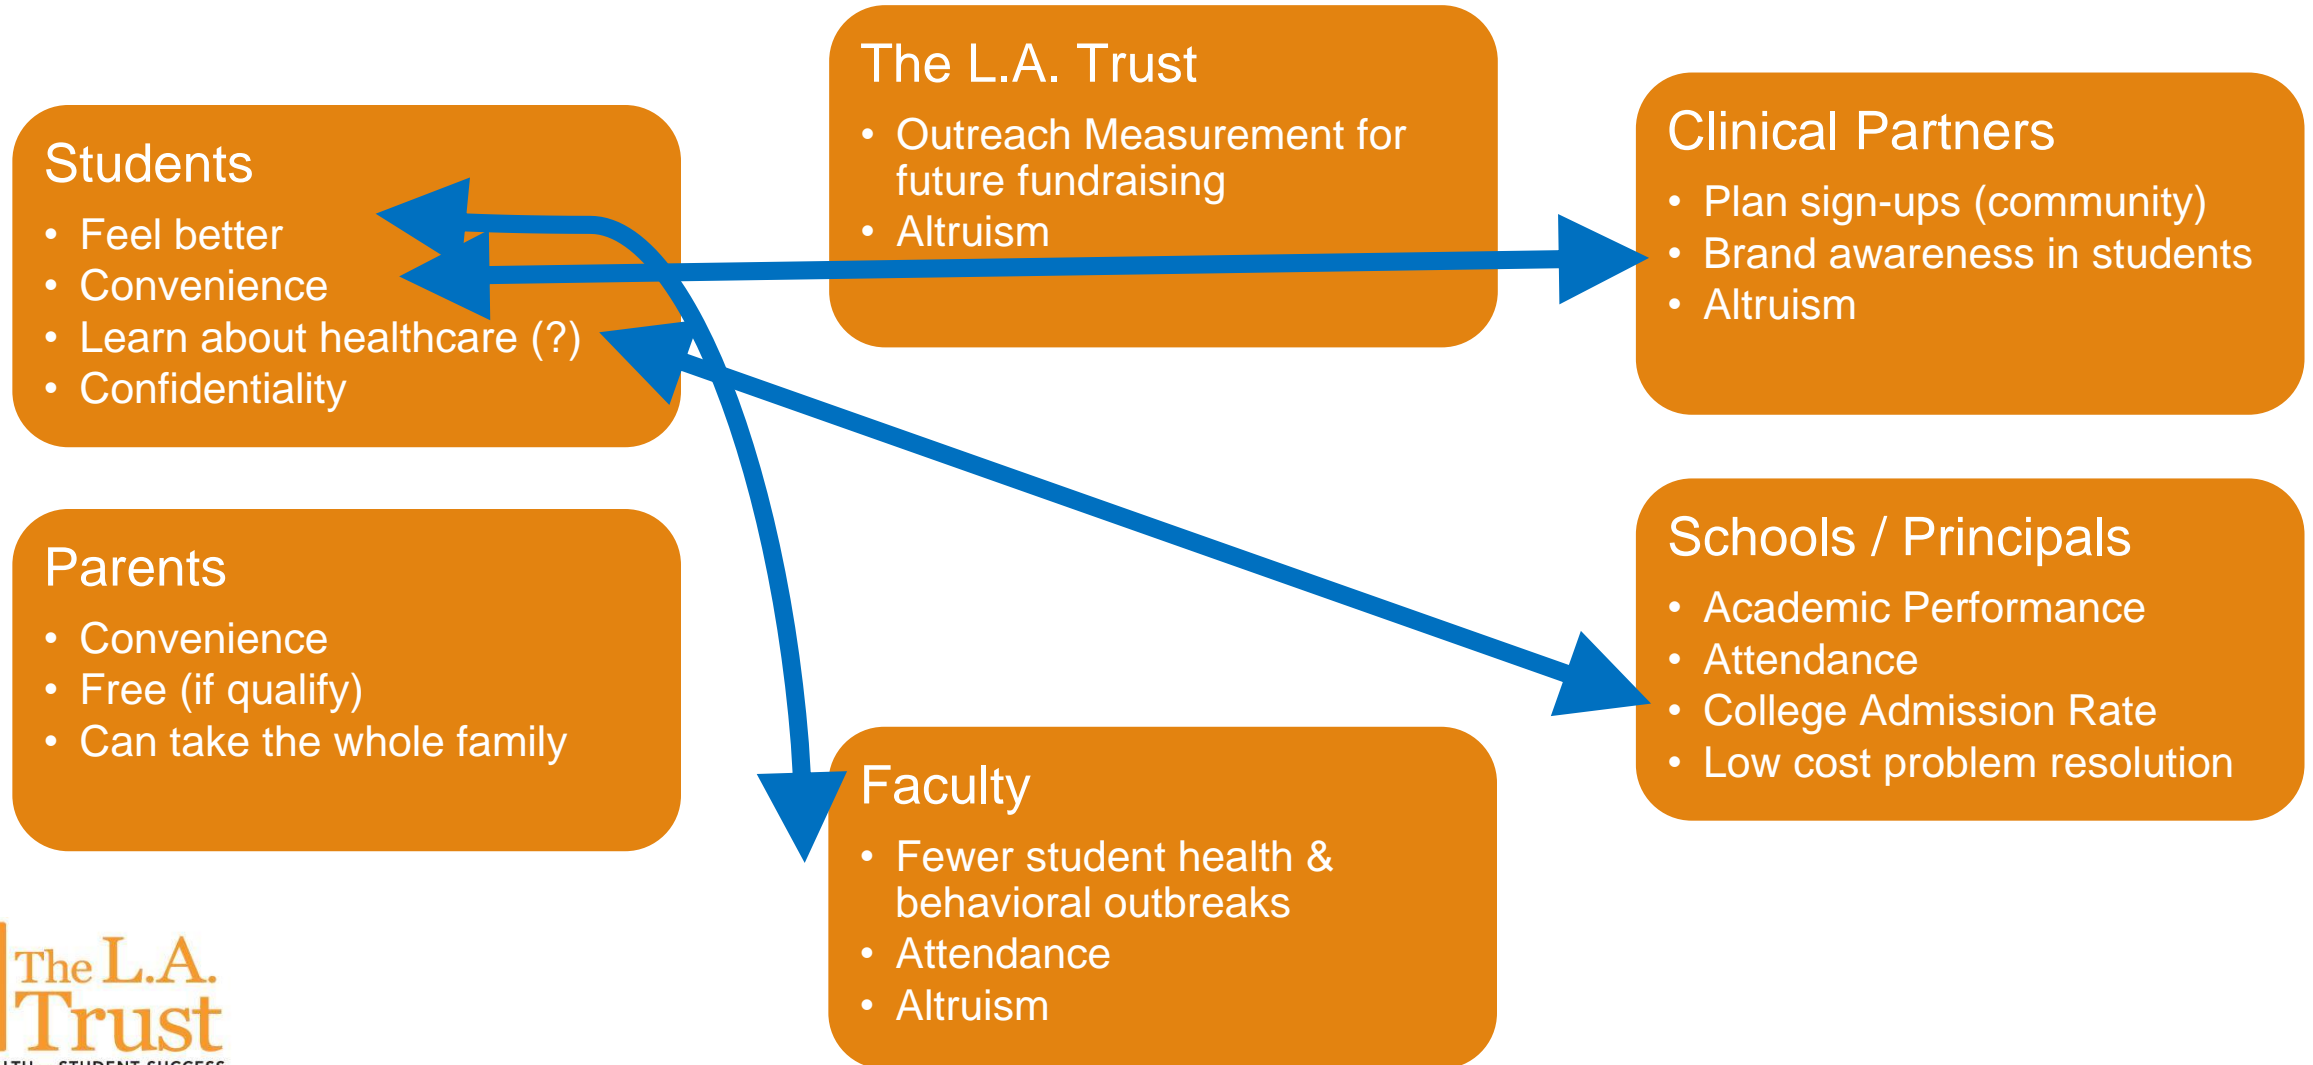 The L.A. Trust
• Outreach Measurement for
future fundraising
• Altruism
Students
• Feel better
• Convenience
• Learn about healthcare (?)
• Confidentiality
Clinical Partners
• Plan sign-ups (community)
• Brand awareness in students
• Altruism
Parents
• Convenience
• Free (if qualify)
• Can take the whole family
Schools / Principals
• Academic Performance
• Attendance
• College Admission Rate
• Low cost problem resolution
Faculty
• Fewer student health &
behavioral outbreaks
• Attendance
• Altruism
The L.A.
Trust
STUDENT SUCCESS